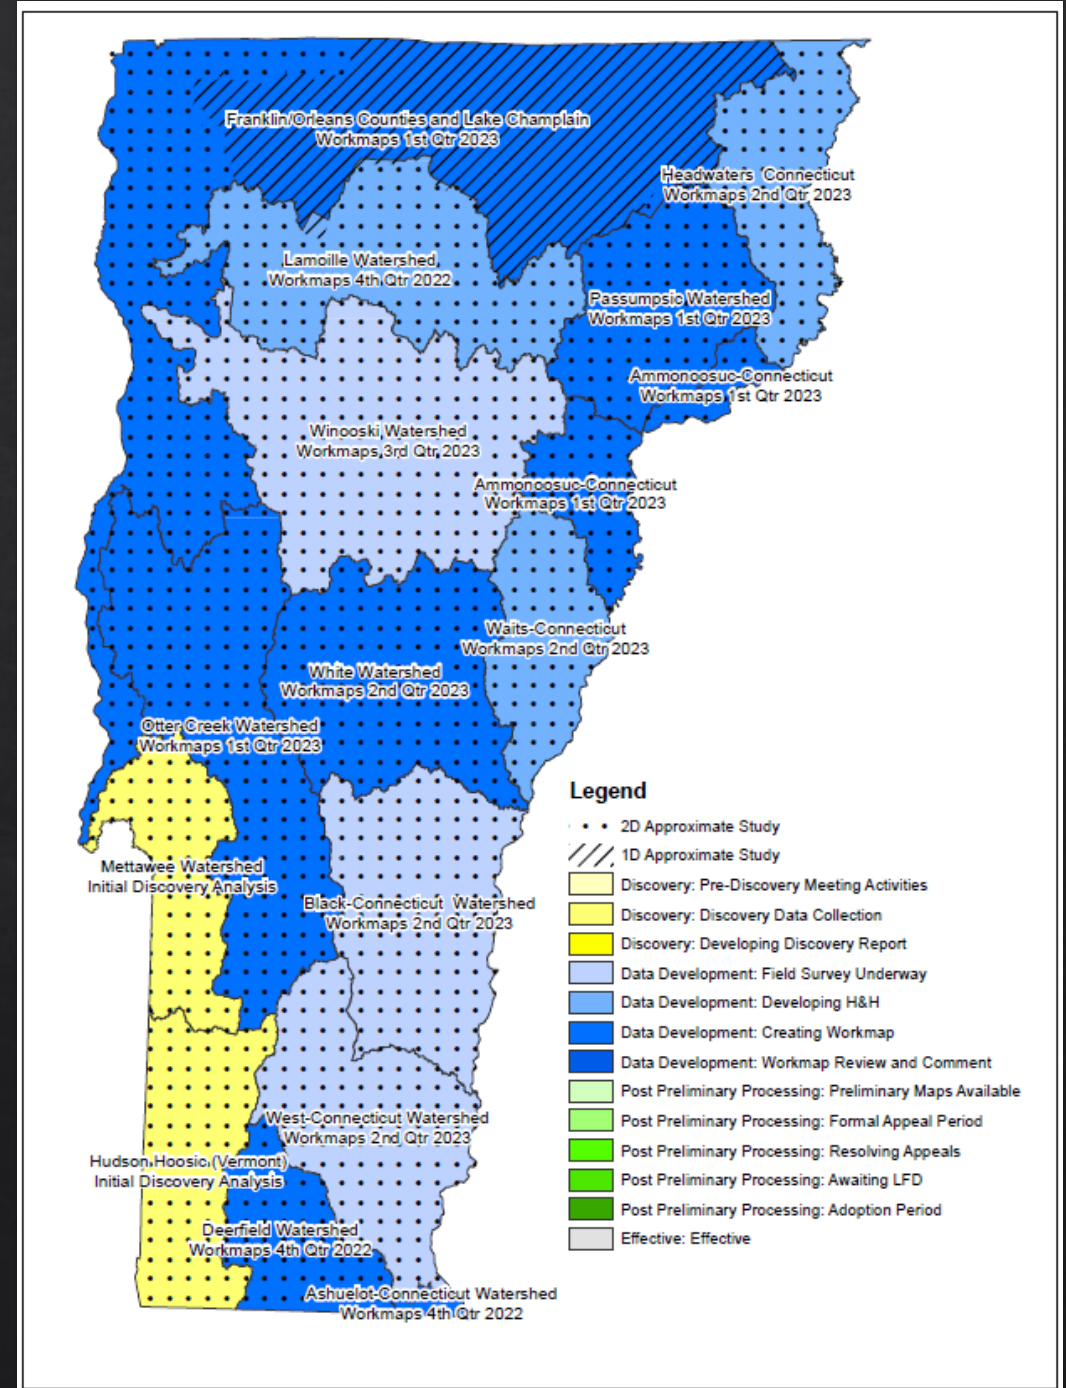 Franklin/Orleans Counties and Lake Champlain
Workmaps 1st Qtr 2023
Headwaters Connecticut
Workmaps 2nd Qtr 2023
Lamoille Watershed
Workmaps 4th Qtr 2022
Passumpsic Watershed
Workmaps 1st Qtr 2023
Ammonoosuc-Connecticut
Workmaps 1st Qtr 2023
Winooski Watershed
Workmaps 3rd Qtr 2023
Ammonoosuc-Connecticut
Workmaps 1st Qtr 2023
Waits-Connecticut
Workmaps 2nd Qtr 2023
White Watershed
Workmaps 2nd Qtr 2023
Otter Creek Watershed
Workmaps 1st Qtr 2023
Mettawee Watershed
Initial Discovery Analysis
Black-Connecticut Watershed
Workmaps 2nd Qtr 2023
West-Connecticut Watershed
Workmaps 2nd Qtr 2023
Hudson-Hoosic (Vermont)
Initial Discovery Analysis
Deerfield Watershed
Workmaps 4th Qtr 2022
Ashuelot-Connecticut Watershed
Workmaps 4th Qtr 2022
Legend
2D Approximate Study
1D Approximate Study
Discovery: Pre-Discovery Meeting Activities
Discovery: Discovery Data Collection
Discovery: Developing Discovery Report
Data Development: Field Survey Underway
Data Development: Developing H&H
Data Development: Creating Workmap
Data Development: Workmap Review and Comment
Post Preliminary Processing: Preliminary Maps Available
Post Preliminary Processing: Formal Appeal Period
Post Preliminary Processing: Resolving Appeals
Post Preliminary Processing: Awaiting LFD
Post Preliminary Processing: Adoption Period
Effective: Effective